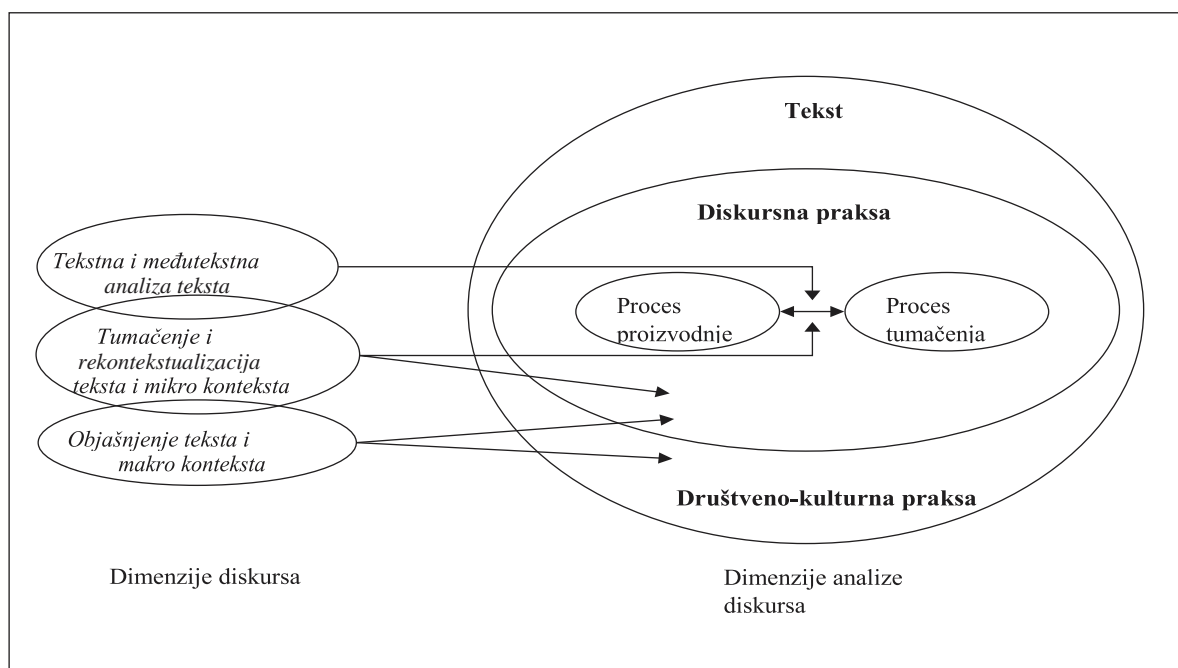 Tekst
Diskursna praksa
Tekstna i međutekstna
analiza teksta
Tumačenje i
rekontekstualizacija
teksta i mikro konteksta
Objašnjenje teksta i
makro konteksta
Proces
proizvodnje
Proces
tumačenja
Društveno-kulturna praksa
Dimenzije diskursa
Dimenzije analize
diskursa